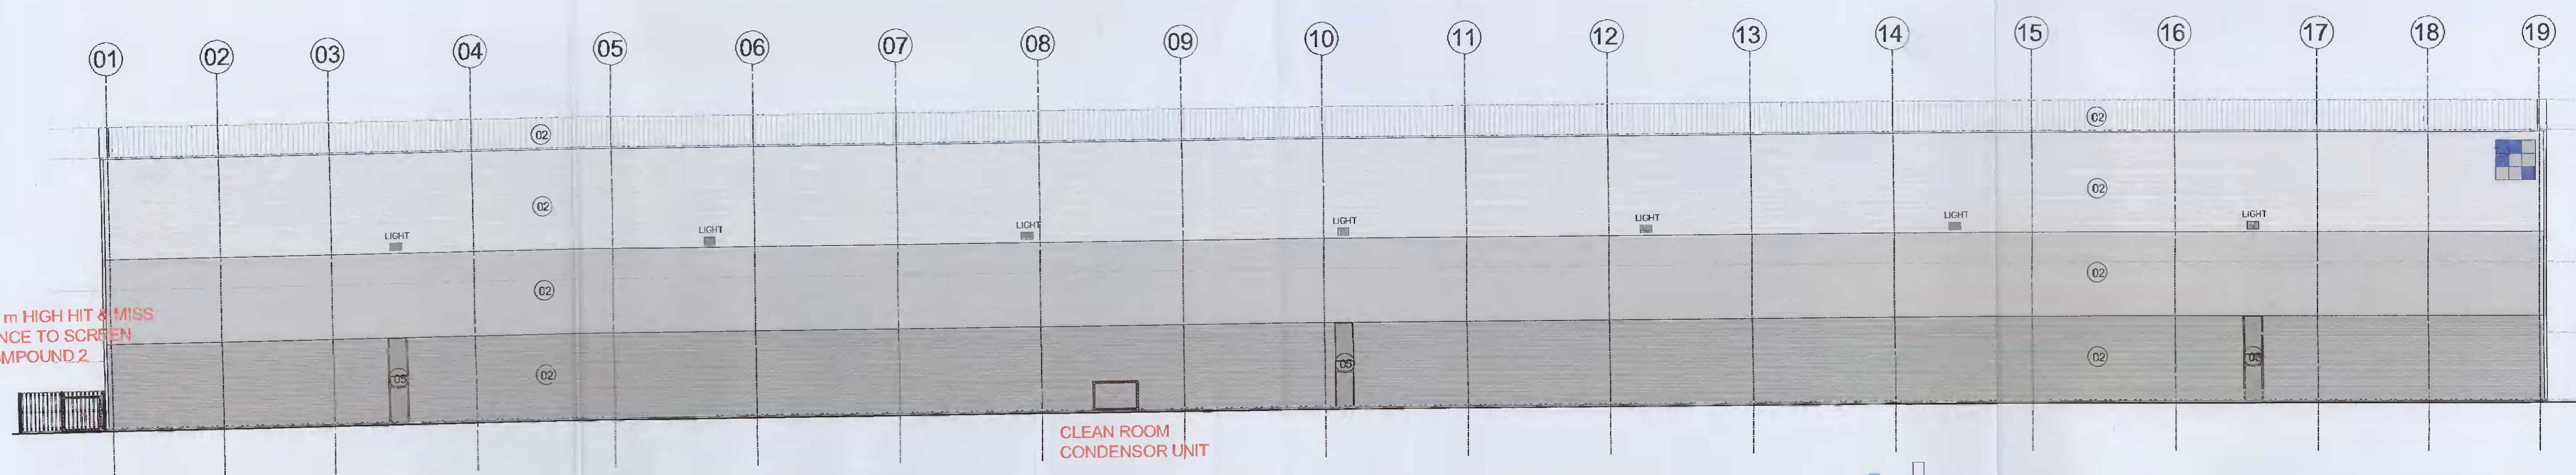 01 02 03 04 05 06 07 08 09 10 11 12 13 14 15 16 17 18 19
02 02
02 02
LIGHT LIGHT LIGHT LIGHT LIGHT LIGHT LIGHT
02 02
m HIGH HIT & MISS
NCE TO SCREEN
MPOUND 2
05 02 05 02 05
CLEAN ROOM
CONDENSOR UNIT